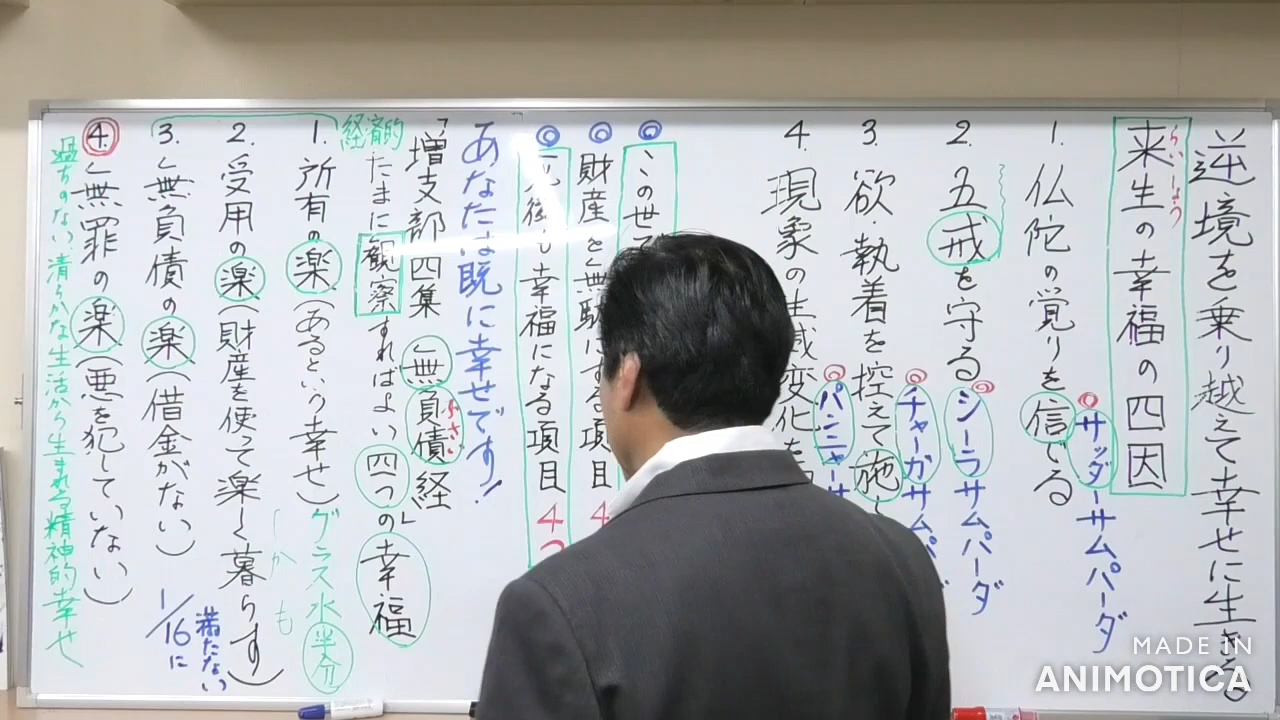 逆境を乗り越えて幸せに生きる
来生の幸福の四因
らいしょう
1. 仏陀の覚りを信じる
サッダーサムパーダ
2. 五戒を守る
シーラサムパーダ
3. 欲・執着を控えて施し
チャーガサムパ
4. 現象の生滅変化を
パンニャーサ
◎この世で
◎財産を無駄にする項目 4
◎死後も幸福になる項目 4つ
あなたは既に幸せです!
「増支部四集 無負債経」
ふさい
たまに観察すればよい四つの幸福
経済的
1. 所有の楽(あるという幸せ)グラス水半分
しかも
2. 受用の楽(財産を使って楽しく暮らす)
満たない
3. 無負債の楽(借金がない) 1/16に
4. 無罪の楽(悪を犯していない)
過ちのない清らかな生活から生まれる精神的幸せ
MADE IN
ANIMOTICA